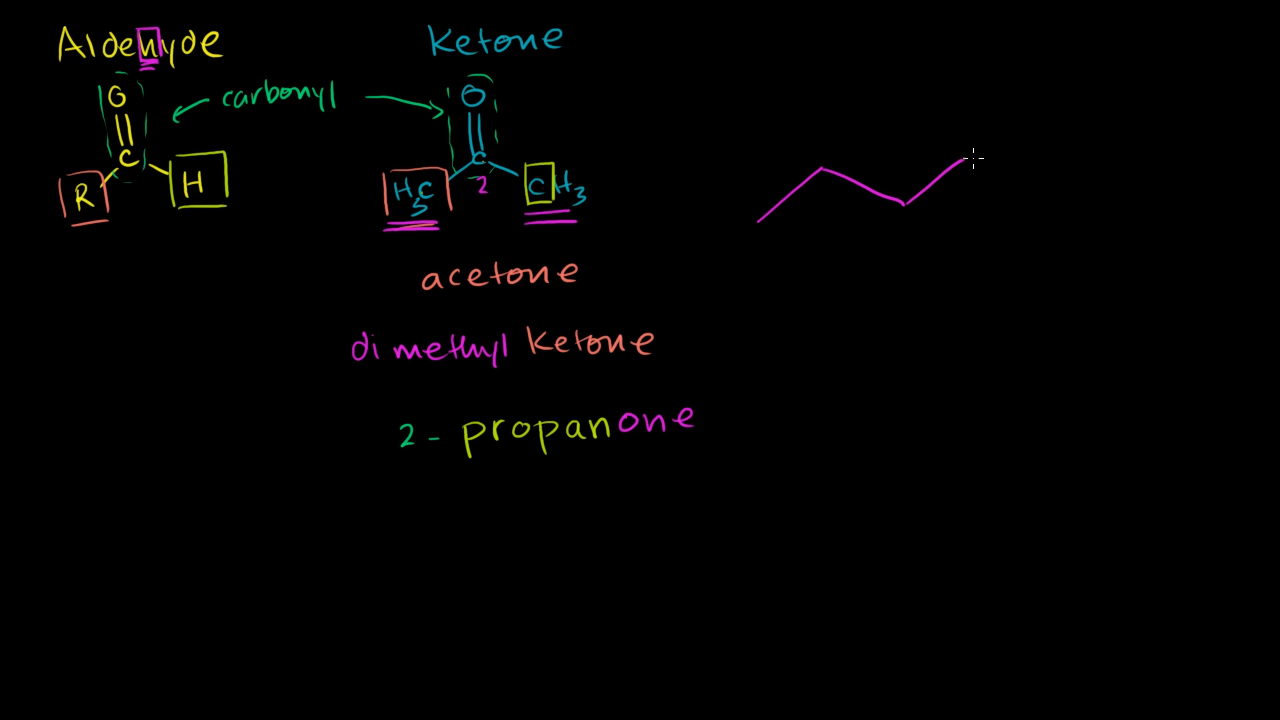 Aldehyde
Ketone
O
carbonyl
O
C
C
R
H
H3C
2
CH3
acetone
dimethyl Ketone
2- propanone